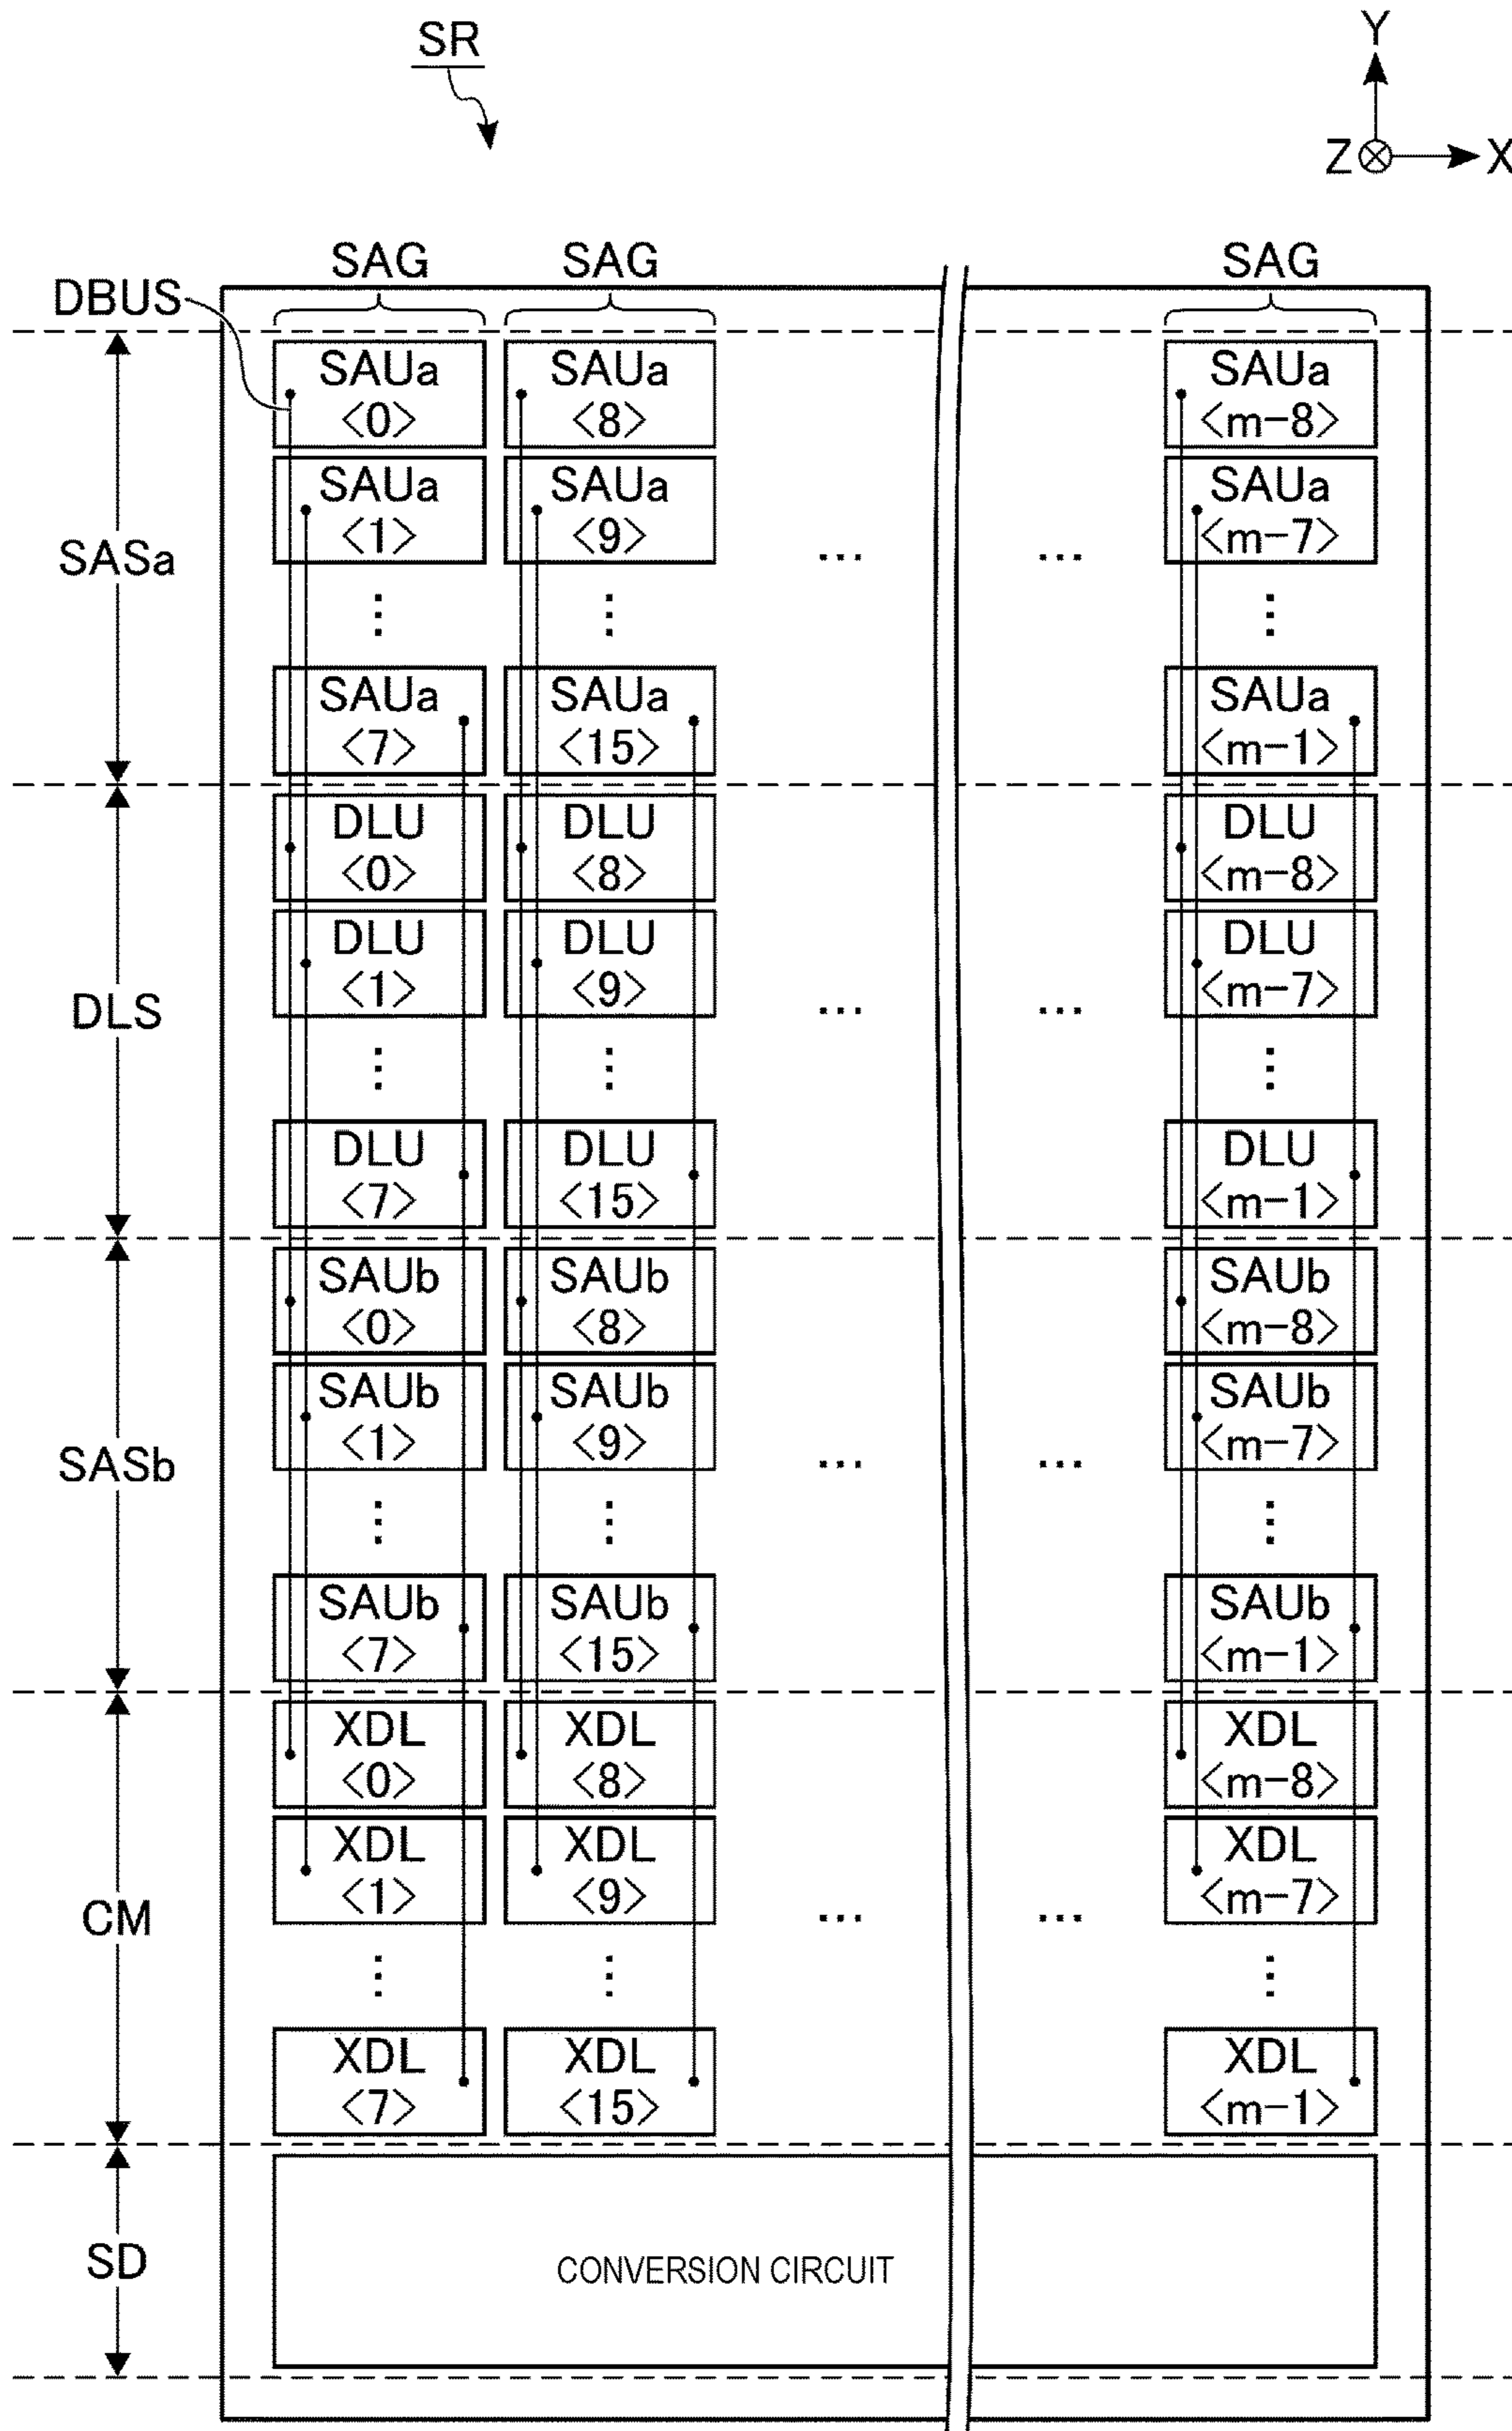 SR
Y
Z X
SAG SAG SAG
DBUS
SAUa SAUa SAUa
<0> <8> <m-8>
SAUa SAUa SAUa
<1> <9> <m-7>
SASa ... ...
SAUa SAUa SAUa
<7> <15> <m-1>
DLU DLU DLU
<0> <8> <m-8>
DLU DLU DLU
<1> <9> <m-7>
DLS ... ...
DLU DLU DLU
<7> <15> <m-1>
SAUb SAUb SAUb
<0> <8> <m-8>
SAUb SAUb SAUb
<1> <9> <m-7>
SASb ... ...
SAUb SAUb SAUb
<7> <15> <m-1>
XDL XDL XDL
<0> <8> <m-8>
XDL XDL XDL
<1> <9> <m-7>
CM ... ...
XDL XDL XDL
<7> <15> <m-1>
SD CONVERSION CIRCUIT